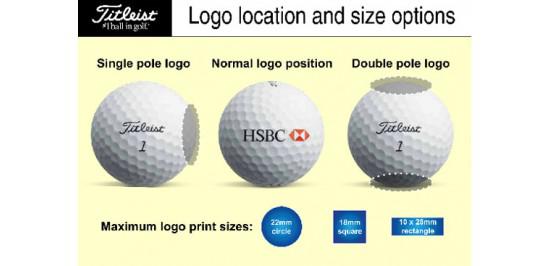 Titleist
#1 ball in golf.
Logo location and size options
Single pole logo
Normal logo position
Double pole logo
Titleist
1
HSBC
Titleist
1
Maximum logo print sizes:
22mm
circle
18mm
square
10 x 25mm
rectangle